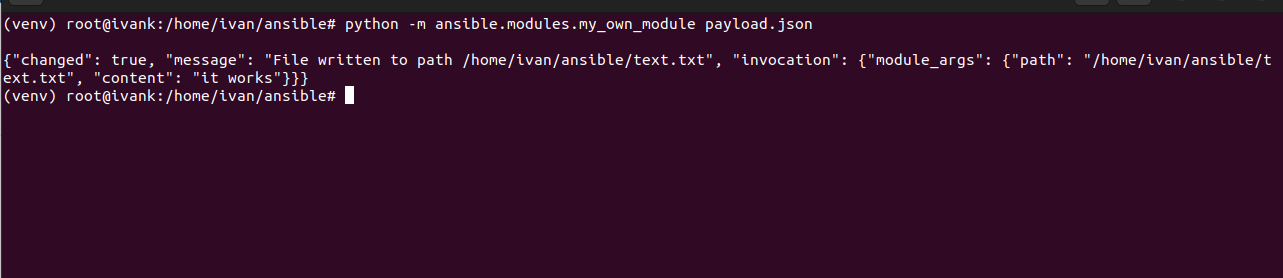 (venv) root@ivank:/home/ivan/ansible# python -m ansible.modules.my_own_module payload.json
{"changed": true, "message": "File written to path /home/ivan/ansible/text.txt", "invocation": {"module_args": {"path": "/home/ivan/ansible/t
ext.txt", "content": "it works"}}}
(venv) root@ivank:/home/ivan/ansible#